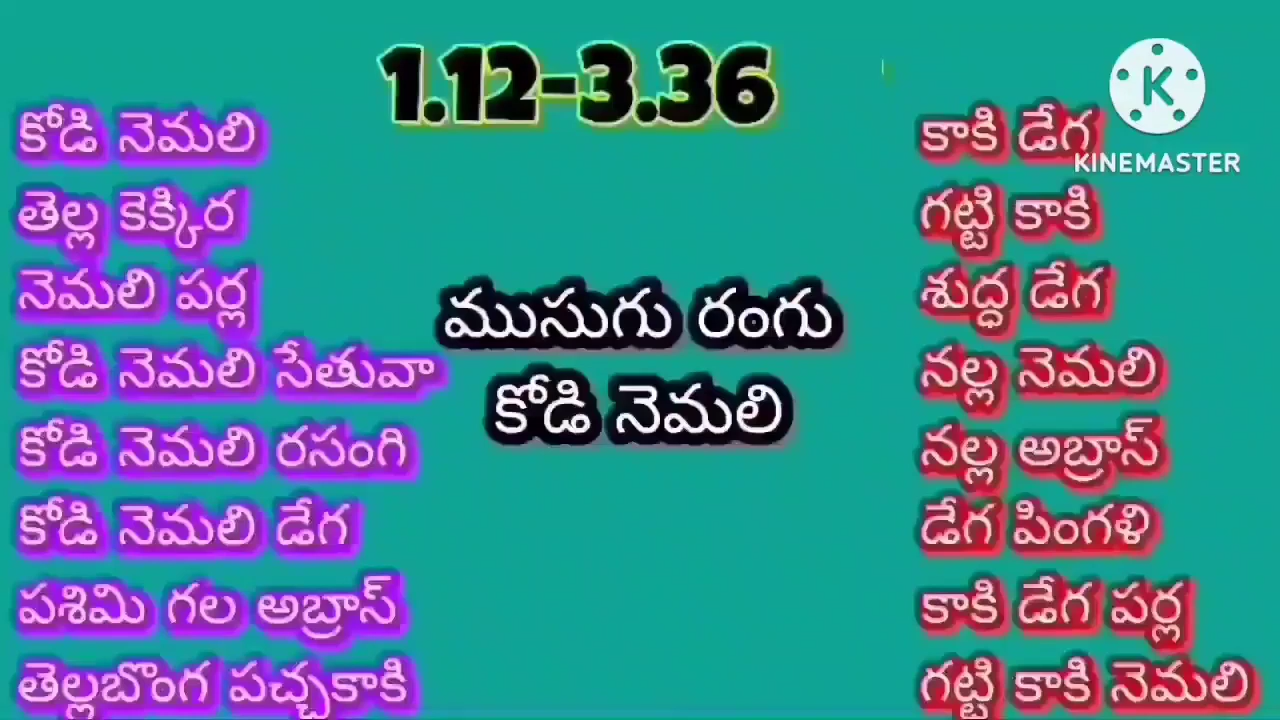 1.12-3.36
కోడి నెమలి
తెల్ల కెక్కిర
నెమలి పర్ల
కోడి నెమలి సేతువా
కోడి నెమలి రసంగి
కోడి నెమలి డేగ
పశిమి గల అబ్రాస్
తెల్లబొంగ పచ్చకాకి
ముసుగు రంగు
కోడి నెమలి
కాకి డేగ
గట్టి కాకి
శుద్ధ డేగ
నల్ల నెమలి
నల్ల అబ్రాస్
డేగ పింగళి
కాకి డేగ పర్ల
గట్టి కాకి నెమలి
K
KINEMASTER